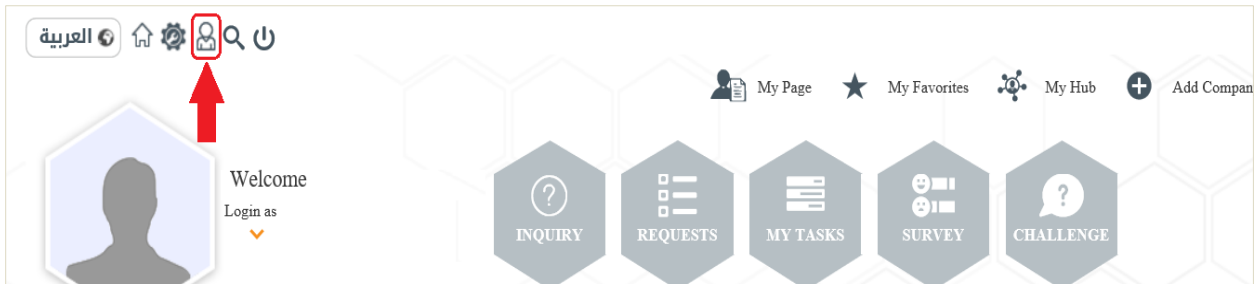 العربية
My Page
My Favorites
My Hub
Add Compan
Welcome
Login as
INQUIRY
REQUESTS
MY TASKS
SURVEY
CHALLENGE